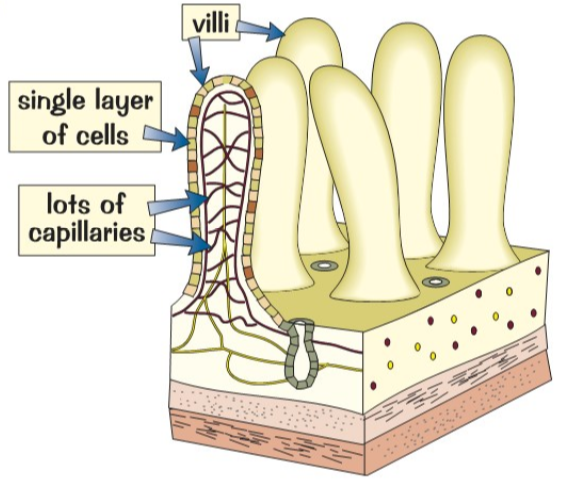 villi
single layer
of cells
lots of
capillaries